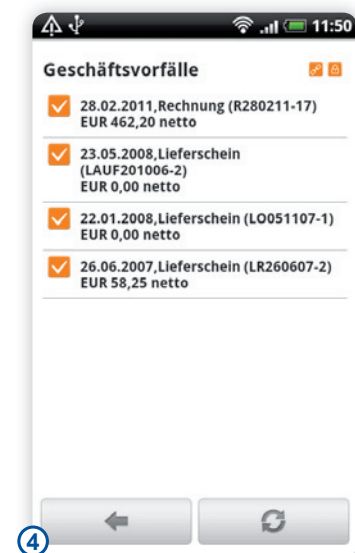 11:50
Geschäftsvorfälle
28.02.2011,Rechnung (R280211-17)
EUR 462,20 netto
23.05.2008,Lieferschein
(LAUF201006-2)
EUR 0,00 netto
22.01.2008,Lieferschein (LO051107-1)
EUR 0,00 netto
26.06.2007,Lieferschein (LR260607-2)
EUR 58,25 netto
4